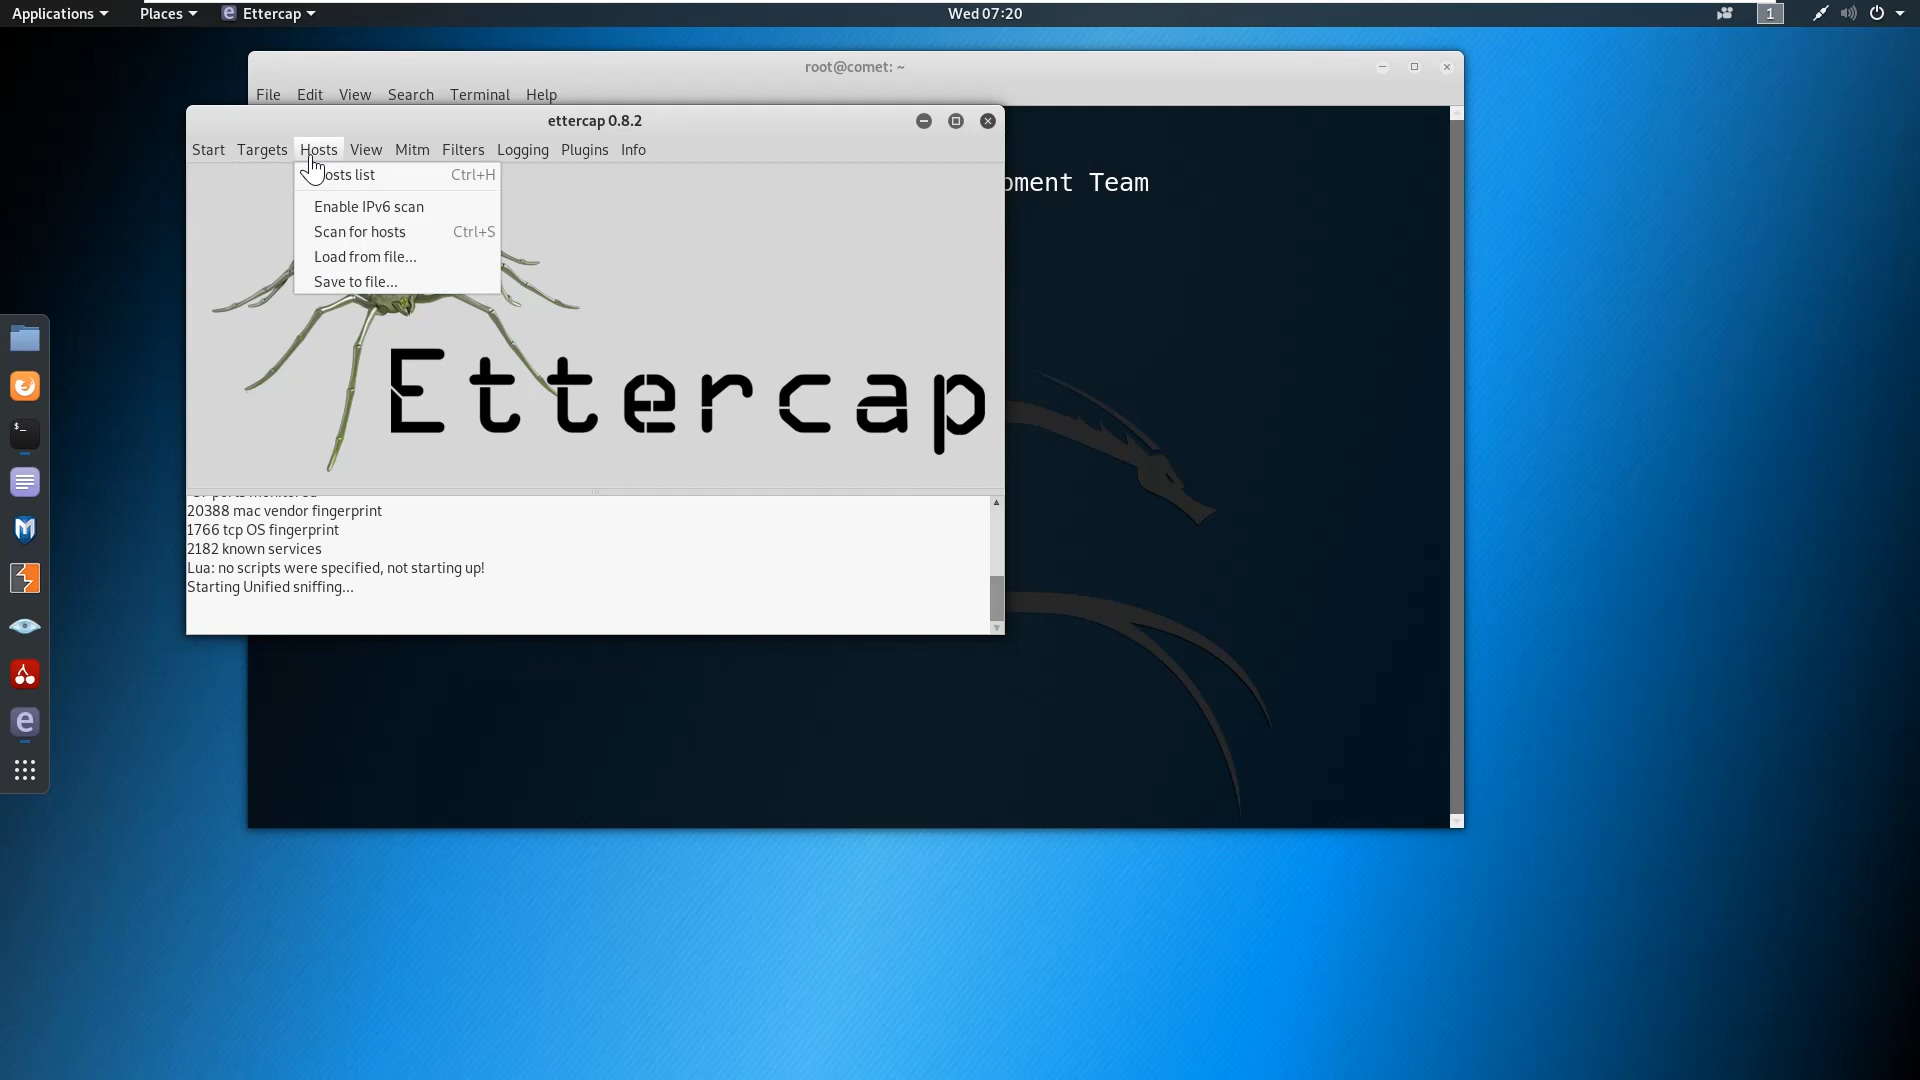 Applications
Places
Ettercap
Wed 07:20
1
root@comet: ~
File Edit View Search Terminal Help
ettercap 0.8.2
Start Targets Hosts View Mitm Filters Logging Plugins Info
list Ctrl+H
Enable IPv6 scan
Scan for hosts Ctrl+S
Load from file...
Save to file...
Team
Ettercap
20388 mac vendor fingerprint
1766 tcp OS fingerprint
2182 known services
Lua: no scripts were specified, not starting up!
Starting Unified sniffing...